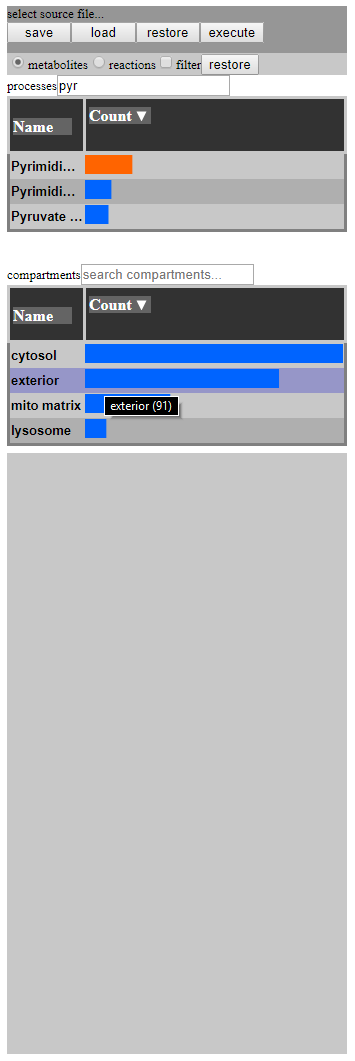 select source file...
save load restore execute
metabolites reactions filter restore
processes pyr
Name Count ▼
Pyrimidi...
Pyrimidi...
Pyruvate ...
compartments search compartments...
Name Count ▼
cytosol
exterior
mito matrix exterior (91)
lysosome